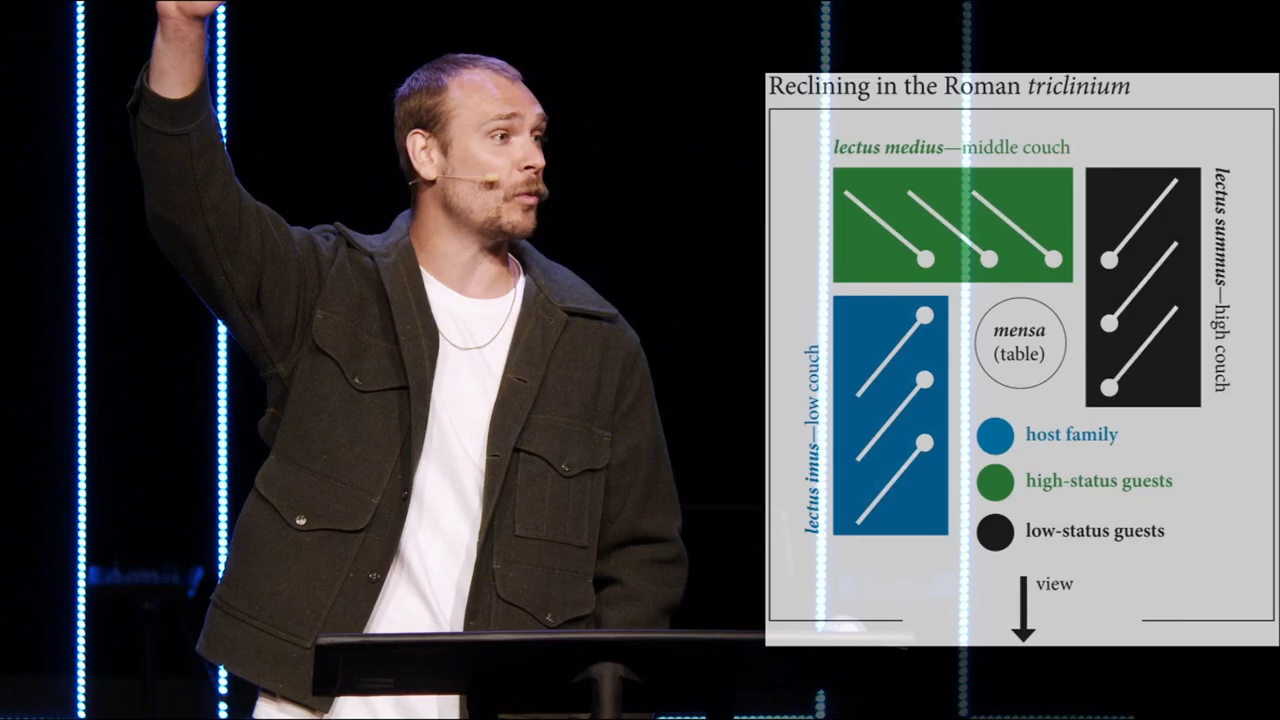 Reclining in the Roman triclinium
lectus medius—middle couch
lectus summus—high couch
lectus imus—low couch
mensa
(table)
host family
high-status guests
low-status guests
view